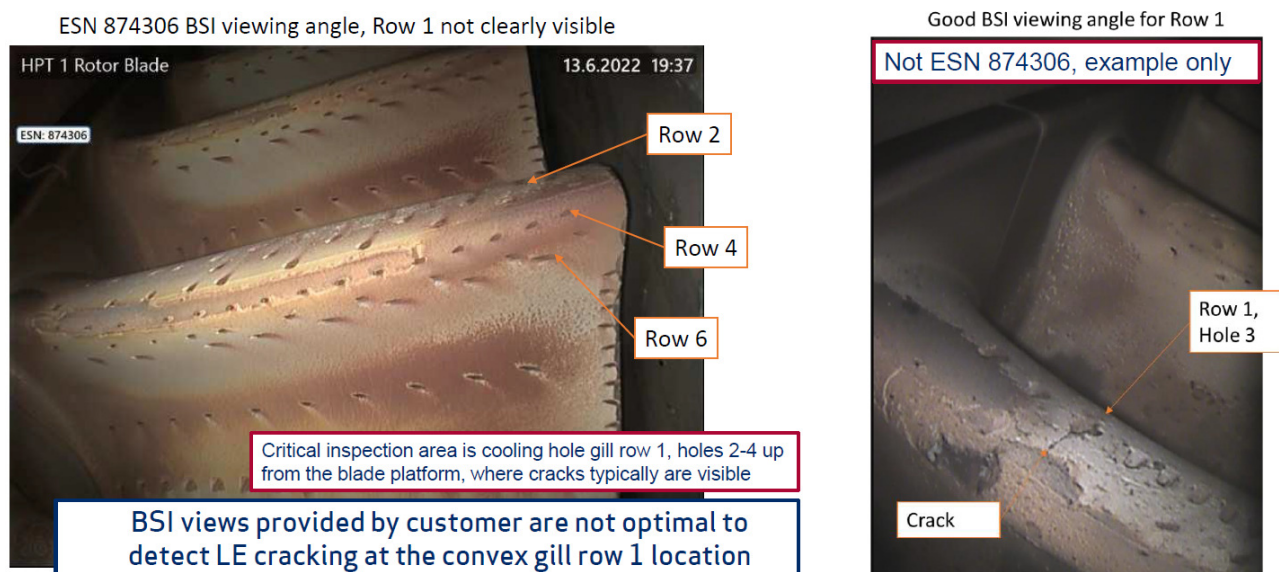 ESN 874306 BSI viewing angle, Row 1 not clearly visible
HPT 1 Rotor Blade
13.6.2022 19:37
ESN: 874306
Row 2
Row 4
Row 6
Critical inspection area is cooling hole gill row 1, holes 2-4 up
from the blade platform, where cracks typically are visible
BSI views provided by customer are not optimal to
detect LE cracking at the convex gill row 1 location
Good BSI viewing angle for Row 1
Not ESN 874306, example only
Row 1,
Hole 3
Crack